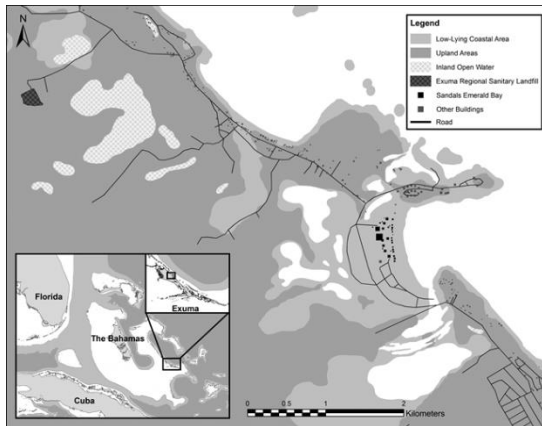 N
Legend
Low-Lying Coastal Area
Upland Areas
Inland Open Water
Exuma Regional Sanitary Landfill
Sandals Emerald Bay
Other Buildings
Road
Florida
Exuma
The Bahamas
Cuba
0 0.5 1 2
Kilometers